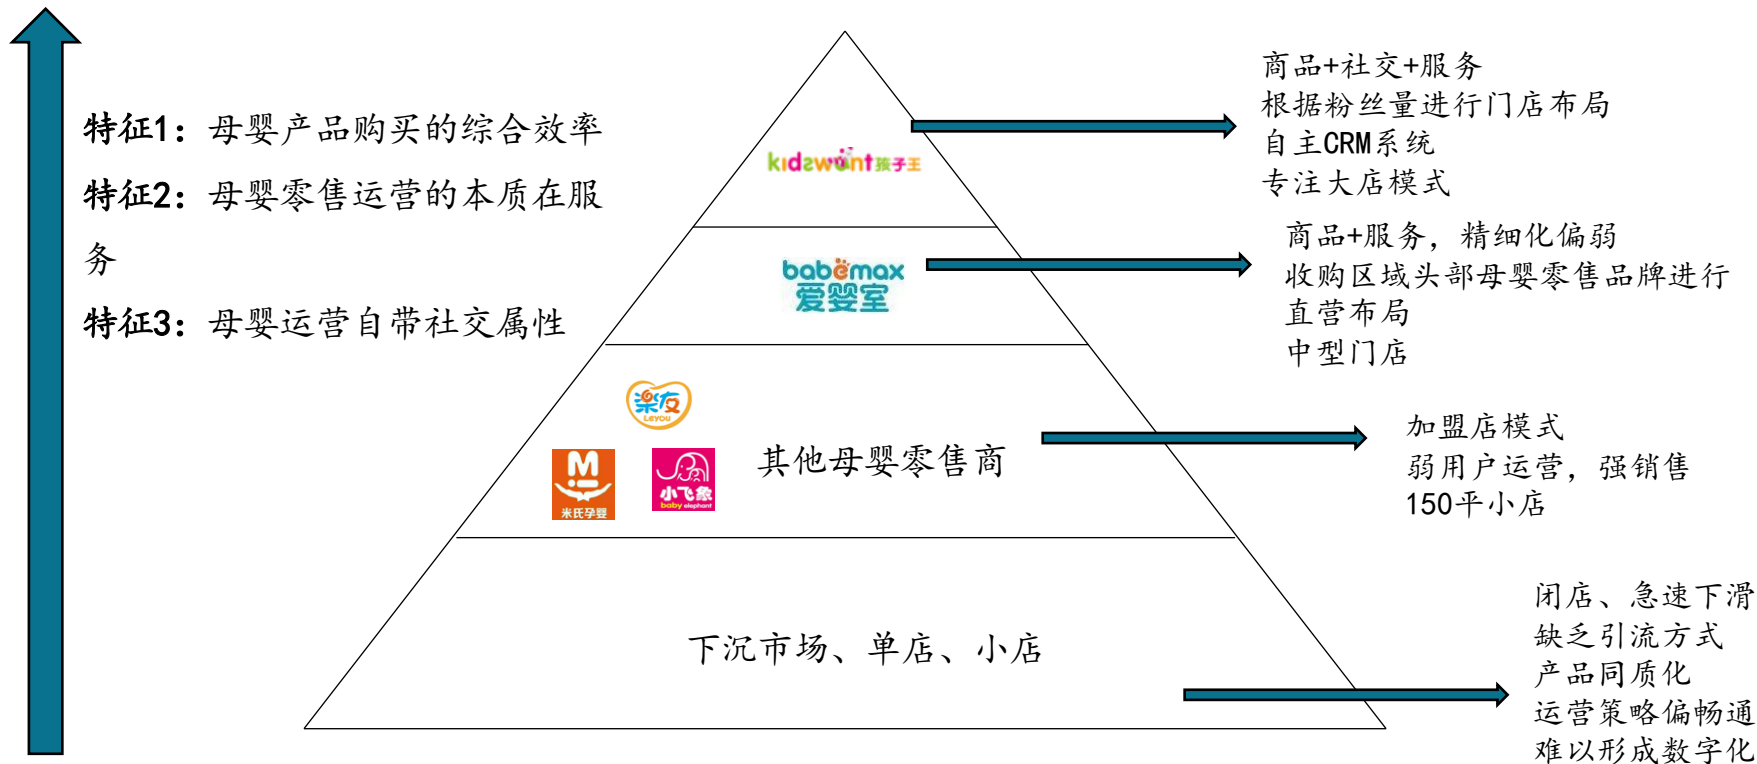 特征1：母婴产品购买的综合效率
特征2：母婴零售运营的本质在服
务
特征3：母婴运营自带社交属性
kidswant孩子王
商品+社交+服务
根据粉丝量进行门店布局
自主CRM系统
专注大店模式
babemax
爱婴室
商品+服务，精细化偏弱
收购区域头部母婴零售品牌进行
直营布局
中型门店
樂友
Leyou
米氏孕婴
小飞象
baby elephant
其他母婴零售商
加盟店模式
弱用户运营，强销售
150平小店
下沉市场、单店、小店
闭店、急速下滑
缺乏引流方式
产品同质化
运营策略偏畅通
难以形成数字化